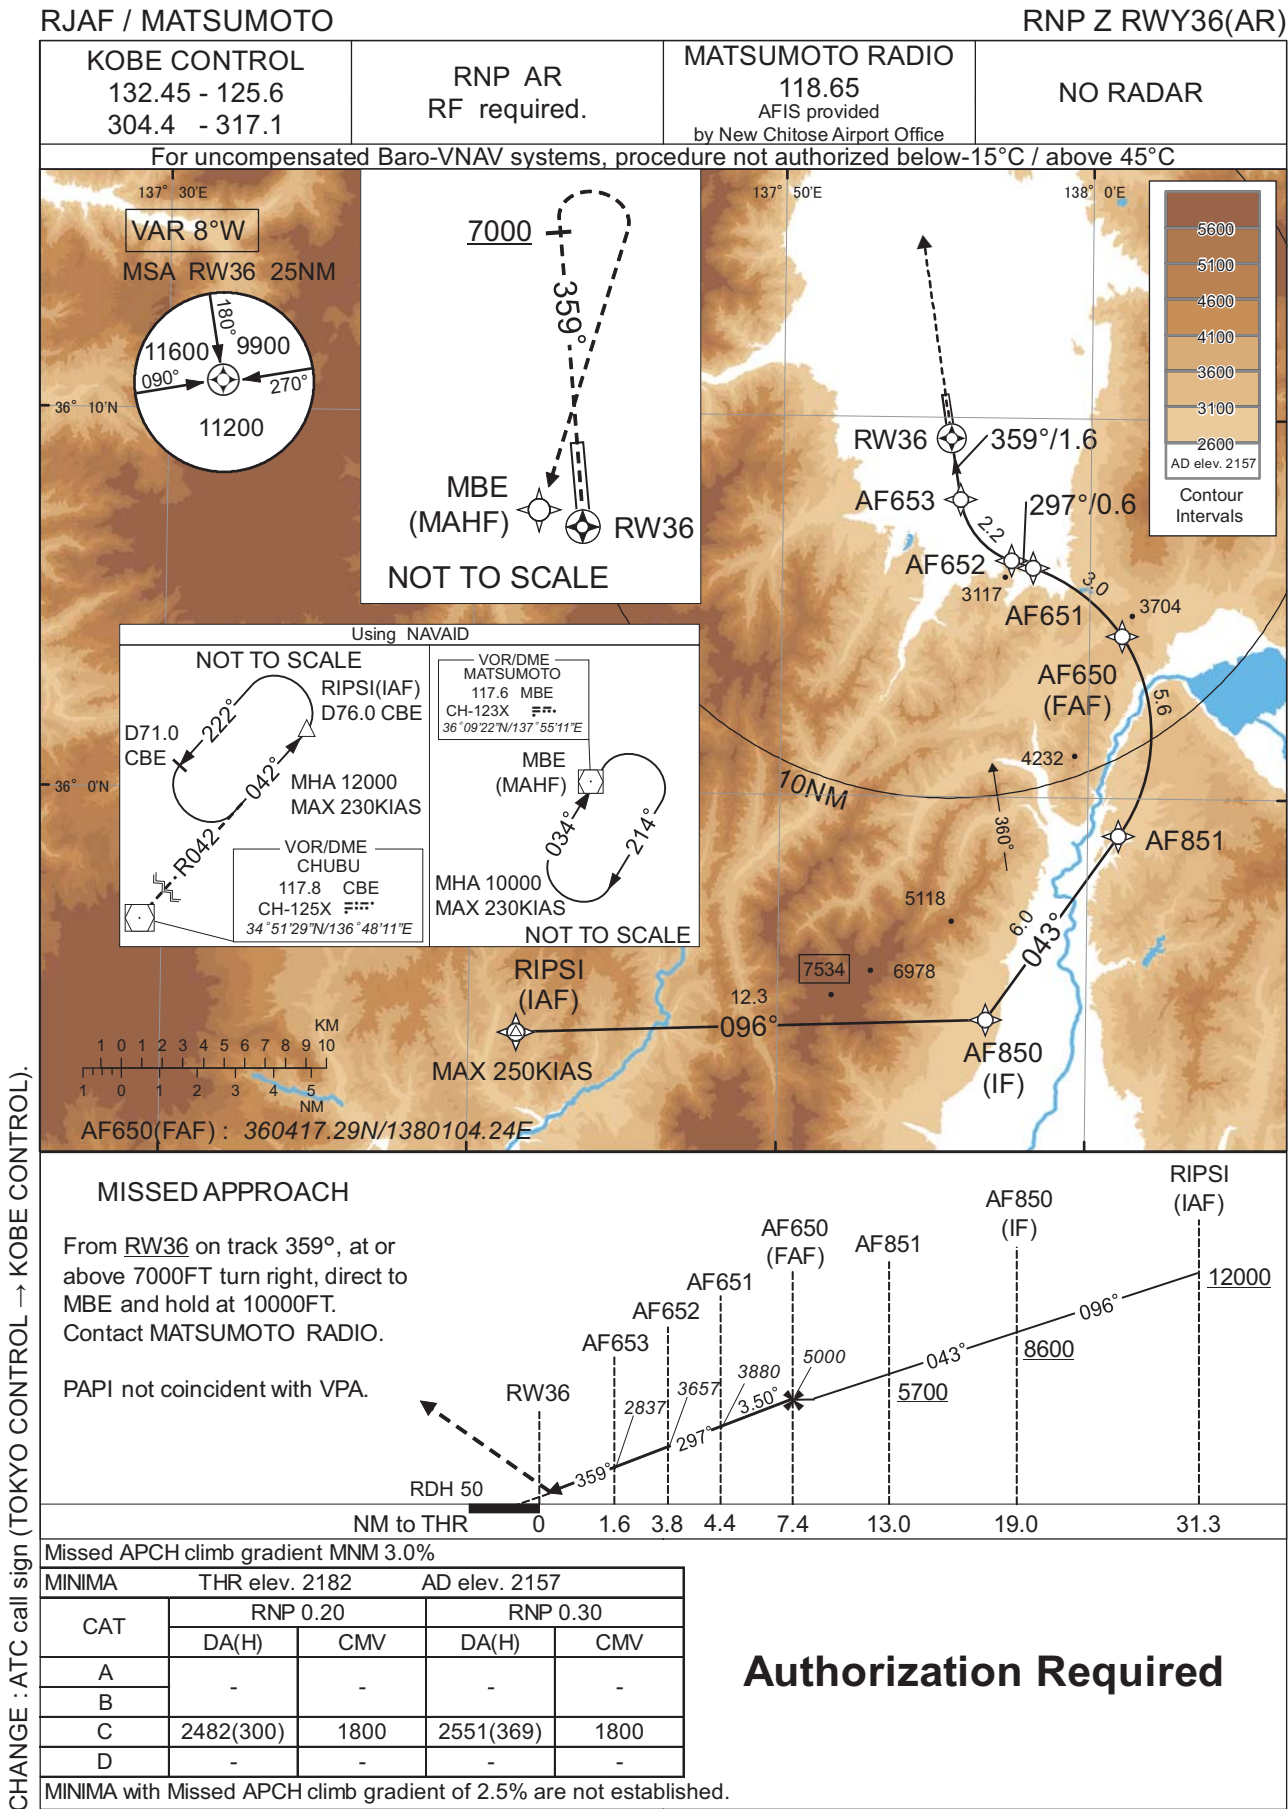 RJAF / MATSUMOTO
RNP Z RWY36(AR)
KOBE CONTROL
132.45 - 125.6
304.4 - 317.1
RNP AR
RF required.
MATSUMOTO RADIO
118.65
AFIS provided
by New Chitose Airport Office
NO RADAR
For uncompensated Baro-VNAV systems, procedure not authorized below-15°C / above 45°C
137° 30'E
137° 50'E
138° 0'E
VAR 8°W
MSA RW36 25NM
180°
11600
9900
090°
270°
11200
36° 10'N
7000
359°
MBE
(MAHF)
RW36
NOT TO SCALE
5600
5100
4600
4100
3600
3100
2600
AD elev. 2157
Contour
Intervals
RW36
359°/1.6
AF653
297°/0.6
2.2
AF652
3117
3.0
AF651
3704
AF650
(FAF)
5.6
4232
10NM
360°
AF851
Using NAVAID
NOT TO SCALE
RIPSI(IAF)
D76.0 CBE
222°
D71.0
CBE
042°
MHA 12000
MAX 230KIAS
R042
VOR/DME
CHUBU
117.8 CBE
CH-125X
34°51'29"N/136°48'11"E
VOR/DME
MATSUMOTO
117.6 MBE
CH-123X
36°09'22"N/137°55'11"E
MBE
(MAHF)
034°
214°
MHA 10000
MAX 230KIAS
NOT TO SCALE
36° 0'N
5118
6.0
043°
7534
6978
RIPSI
(IAF)
12.3
096°
MAX 250KIAS
AF850
(IF)
KM
1 0 1 2 3 4 5 6 7 8 9 10
1 0 1 2 3 4 5
NM
AF650(FAF) : 360417.29N/1380104.24E
MISSED APPROACH
From RW36 on track 359°, at or
above 7000FT turn right, direct to
MBE and hold at 10000FT.
Contact MATSUMOTO RADIO.
PAPI not coincident with VPA.
RIPSI
(IAF)
AF850
(IF)
AF650
(FAF)
AF851
AF651
AF652
AF653
RW36
12000
096°
8600
043°
5700
5000
3880
3.50°
3657
297°
2837
359°
RDH 50
NM to THR 0 1.6 3.8 4.4 7.4 13.0 19.0 31.3
Missed APCH climb gradient MNM 3.0%
MINIMA THR elev. 2182 AD elev. 2157
CAT RNP 0.20 RNP 0.30
DA(H) CMV DA(H) CMV
A
B
- - - -
C 2482(300) 1800 2551(369) 1800
D - - - -
MINIMA with Missed APCH climb gradient of 2.5% are not established.
Authorization Required
CHANGE : ATC call sign (TOKYO CONTROL → KOBE CONTROL).